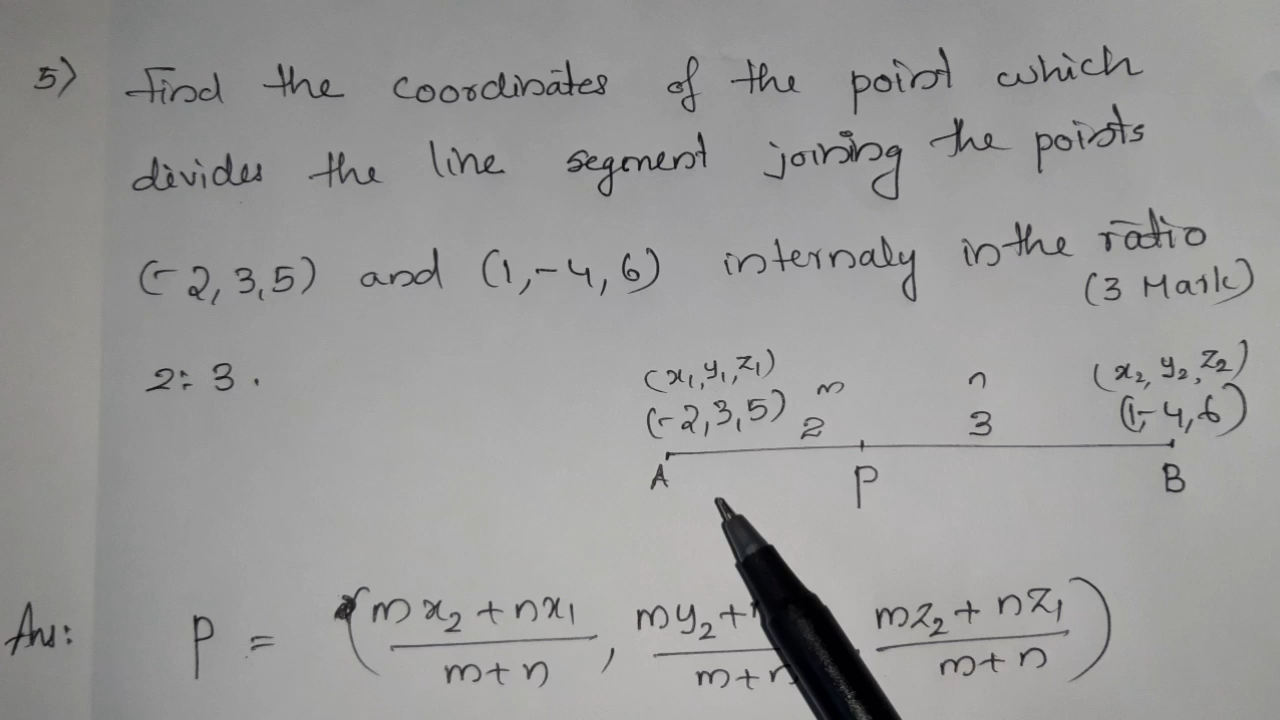 5) Find the coordinates of the point which
divides the line segment joining the points
(-2,3,5) and (1,-4,6) internaly in the ratio
(3 Mark)
2:3.
(x₁,y₁,z₁) m n (x₂,y₂,z₂)
(-2,3,5) 2 3 (1,-4,6)
A P B
Ans: P = (mx₂+nx₁/m+n, my₂+ /m+n, mz₂+nz₁/m+n)